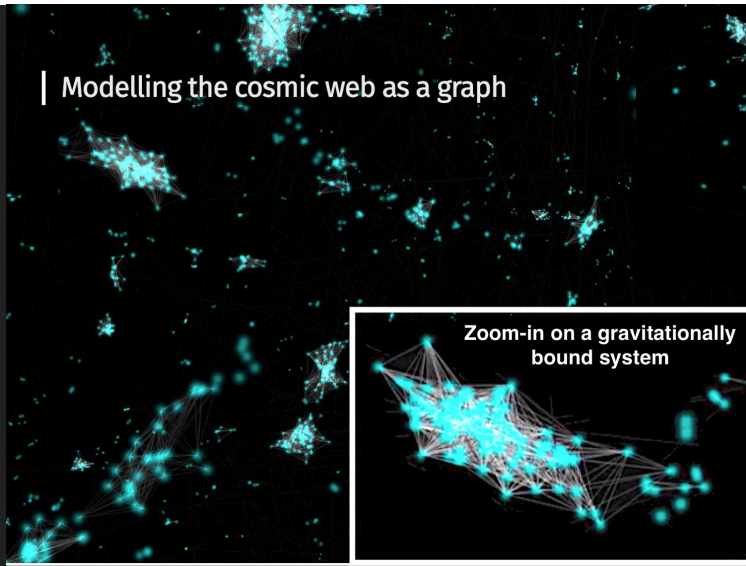 Modelling the cosmic web as a graph
Zoom-in on a gravitationally
bound system